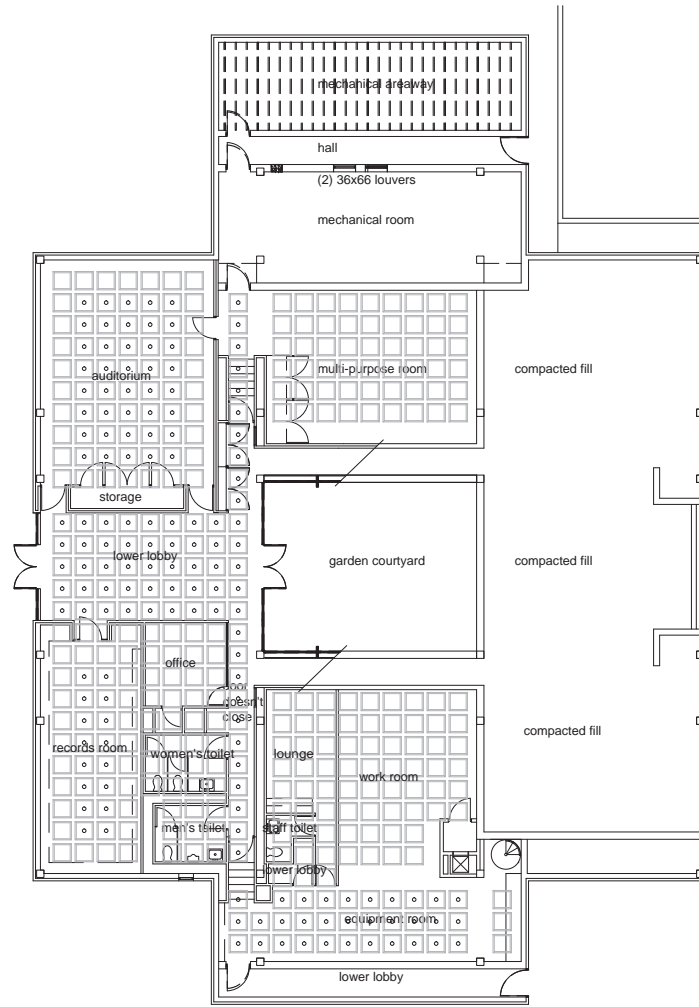 mechanical areaway
hall
(2) 36x66 louvers
mechanical room
auditorium
multi-purpose room
compacted fill
storage
lower lobby
garden courtyard
compacted fill
office
door
doesn't
close
compacted fill
records room
women's toilet
lounge
work room
men's toilet
staff toilet
lower lobby
equipment room
lower lobby